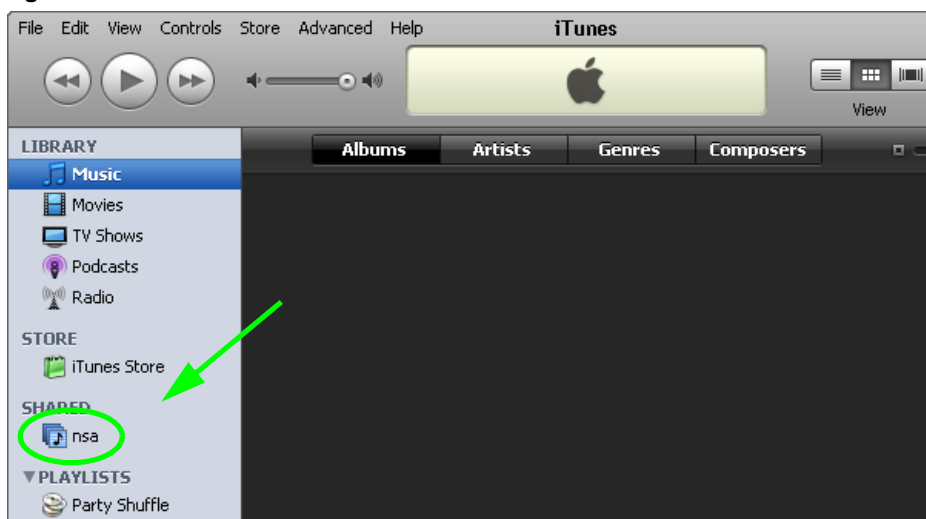 File Edit View Controls Store Advanced Help
iTunes
View
Albums Artists Genres Composers
LIBRARY
Music
Movies
TV Shows
Podcasts
Radio
STORE
iTunes Store
SHARED
nsa
PLAYLISTS
Party Shuffle